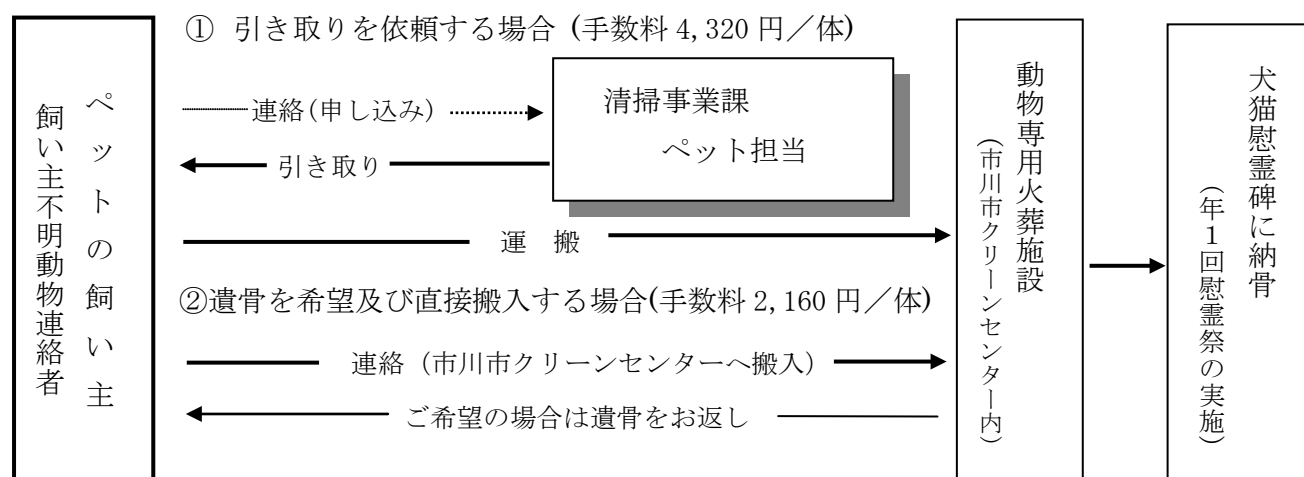 ペットの飼い主
飼い主不明動物連絡者
① 引き取りを依頼する場合 (手数料 4,320 円／体)
連絡(申し込み)
引き取り
清掃事業課
ペット担当
運 搬
②遺骨を希望及び直接搬入する場合(手数料 2,160 円／体)
連絡（市川市クリーンセンターへ搬入）
ご希望の場合は遺骨をお返し
動物専用火葬施設
（市川市クリーンセンター内）
犬猫慰霊碑に納骨
（年１回慰霊祭の実施）